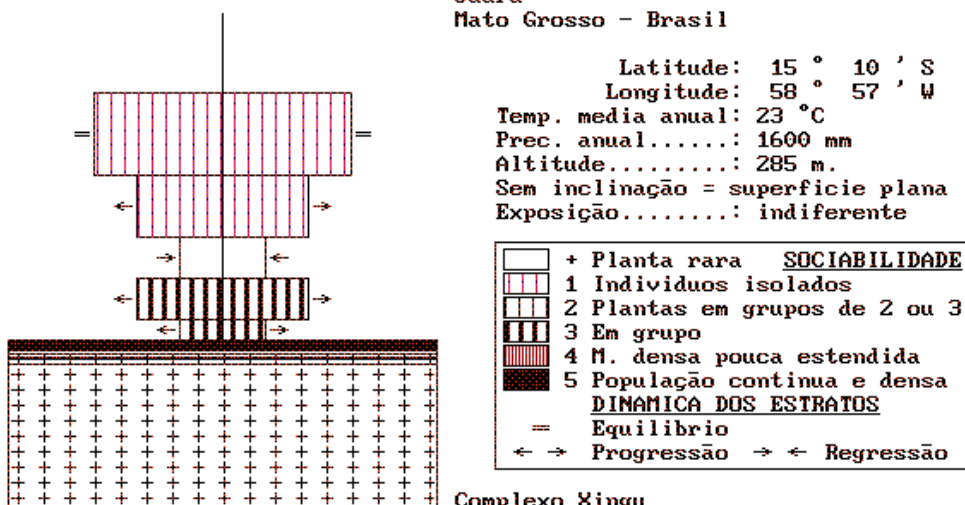 Mato Grosso - Brasil
Latitude: 15 ° 10 ' S
Longitude: 58 ° 57 ' W
Temp. media anual: 23 °C
Prec. anual......: 1600 mm
Altitude.........: 285 m.
Sem inclinação = superficie plana
Exposição........: indiferente
+ Planta rara SOCIABILIDADE
1 Individuos isolados
2 Plantas em grupos de 2 ou 3
3 Em grupo
4 M. densa pouca estendida
5 População continua e densa
DINAMICA DOS ESTRATOS
= Equilibrio
← → Progressão → ← Regressão
Complexo Xingu